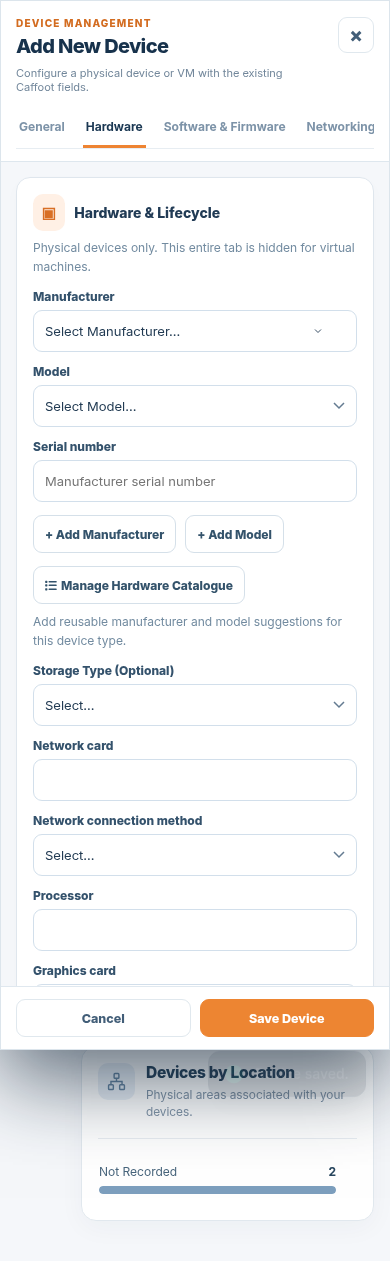 DEVICE MANAGEMENT
Add New Device
Configure a physical device or VM with the existing
Caffoot fields.
General Hardware Software & Firmware Networking
Hardware & Lifecycle
Physical devices only. This entire tab is hidden for virtual
machines.
Manufacturer
Select Manufacturer...
Model
Select Model...
Serial number
Manufacturer serial number
+ Add Manufacturer + Add Model
Manage Hardware Catalogue
Add reusable manufacturer and model suggestions for
this device type.
Storage Type (Optional)
Select...
Network card
Network connection method
Select...
Processor
Graphics card
Cancel Save Device
Devices by Location
saved
Physical areas associated with your
devices.
Not Recorded 2